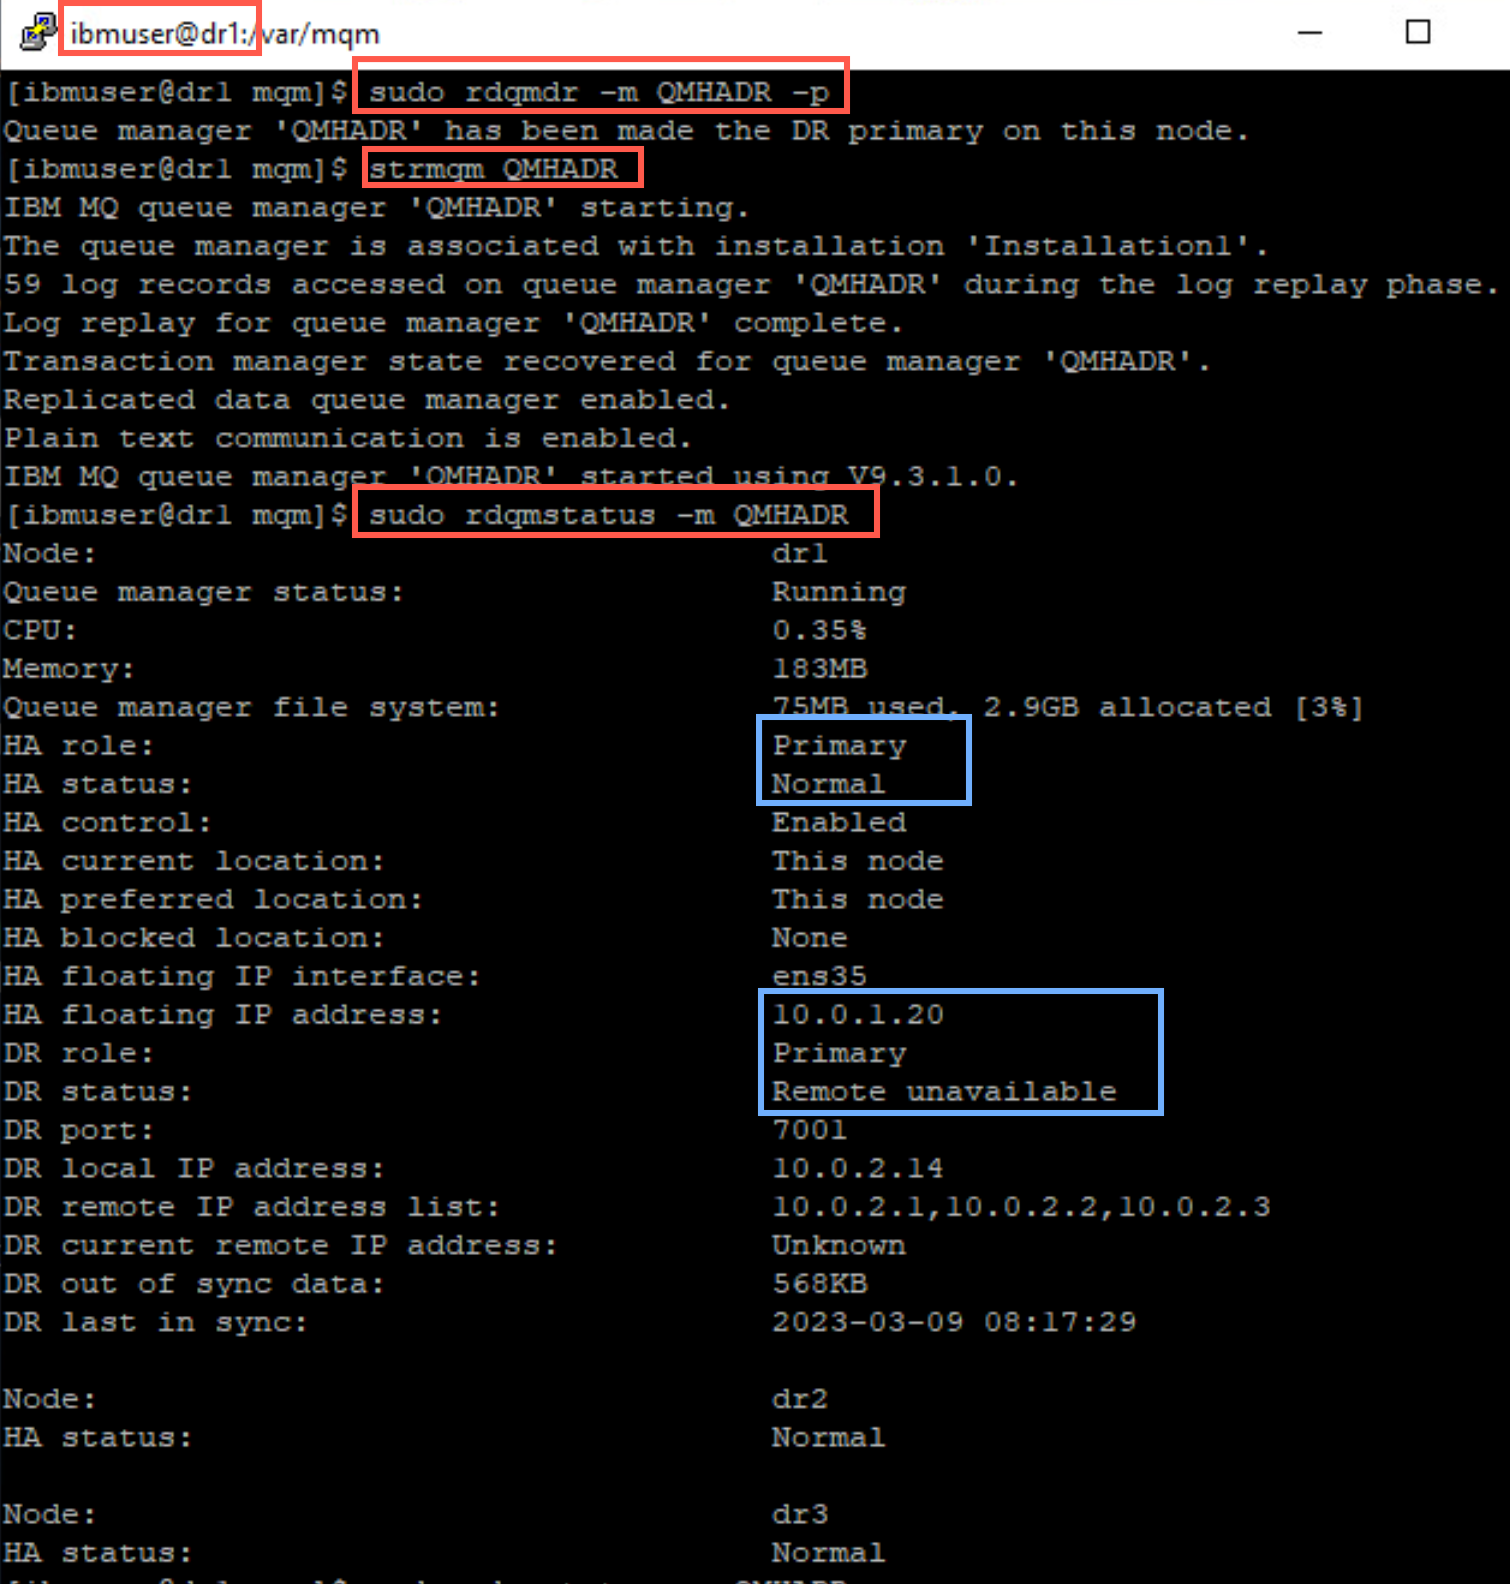 ibmuser@dr1:/var/mqm
[ibmuser@dr1 mqm]$ sudo rdqmdr -m QMHADR -p
Queue manager 'QMHADR' has been made the DR primary on this node.
[ibmuser@dr1 mqm]$ strmqm QMHADR
IBM MQ queue manager 'QMHADR' starting.
The queue manager is associated with installation 'Installation1'.
59 log records accessed on queue manager 'QMHADR' during the log replay phase.
Log replay for queue manager 'QMHADR' complete.
Transaction manager state recovered for queue manager 'QMHADR'.
Replicated data queue manager enabled.
Plain text communication is enabled.
IBM MQ queue manager 'QMHADR' started using V9.3.1.0.
[ibmuser@dr1 mqm]$ sudo rdqmstatus -m QMHADR
Node: dr1
Queue manager status: Running
CPU: 0.35%
Memory: 183MB
Queue manager file system: 75MB used, 2.9GB allocated [3%]
HA role: Primary
HA status: Normal
HA control: Enabled
HA current location: This node
HA preferred location: This node
HA blocked location: None
HA floating IP interface: ens35
HA floating IP address: 10.0.1.20
DR role: Primary
DR status: Remote unavailable
DR port: 7001
DR local IP address: 10.0.2.14
DR remote IP address list: 10.0.2.1,10.0.2.2,10.0.2.3
DR current remote IP address: Unknown
DR out of sync data: 568KB
DR last in sync: 2023-03-09 08:17:29
Node: dr2
HA status: Normal
Node: dr3
HA status: Normal